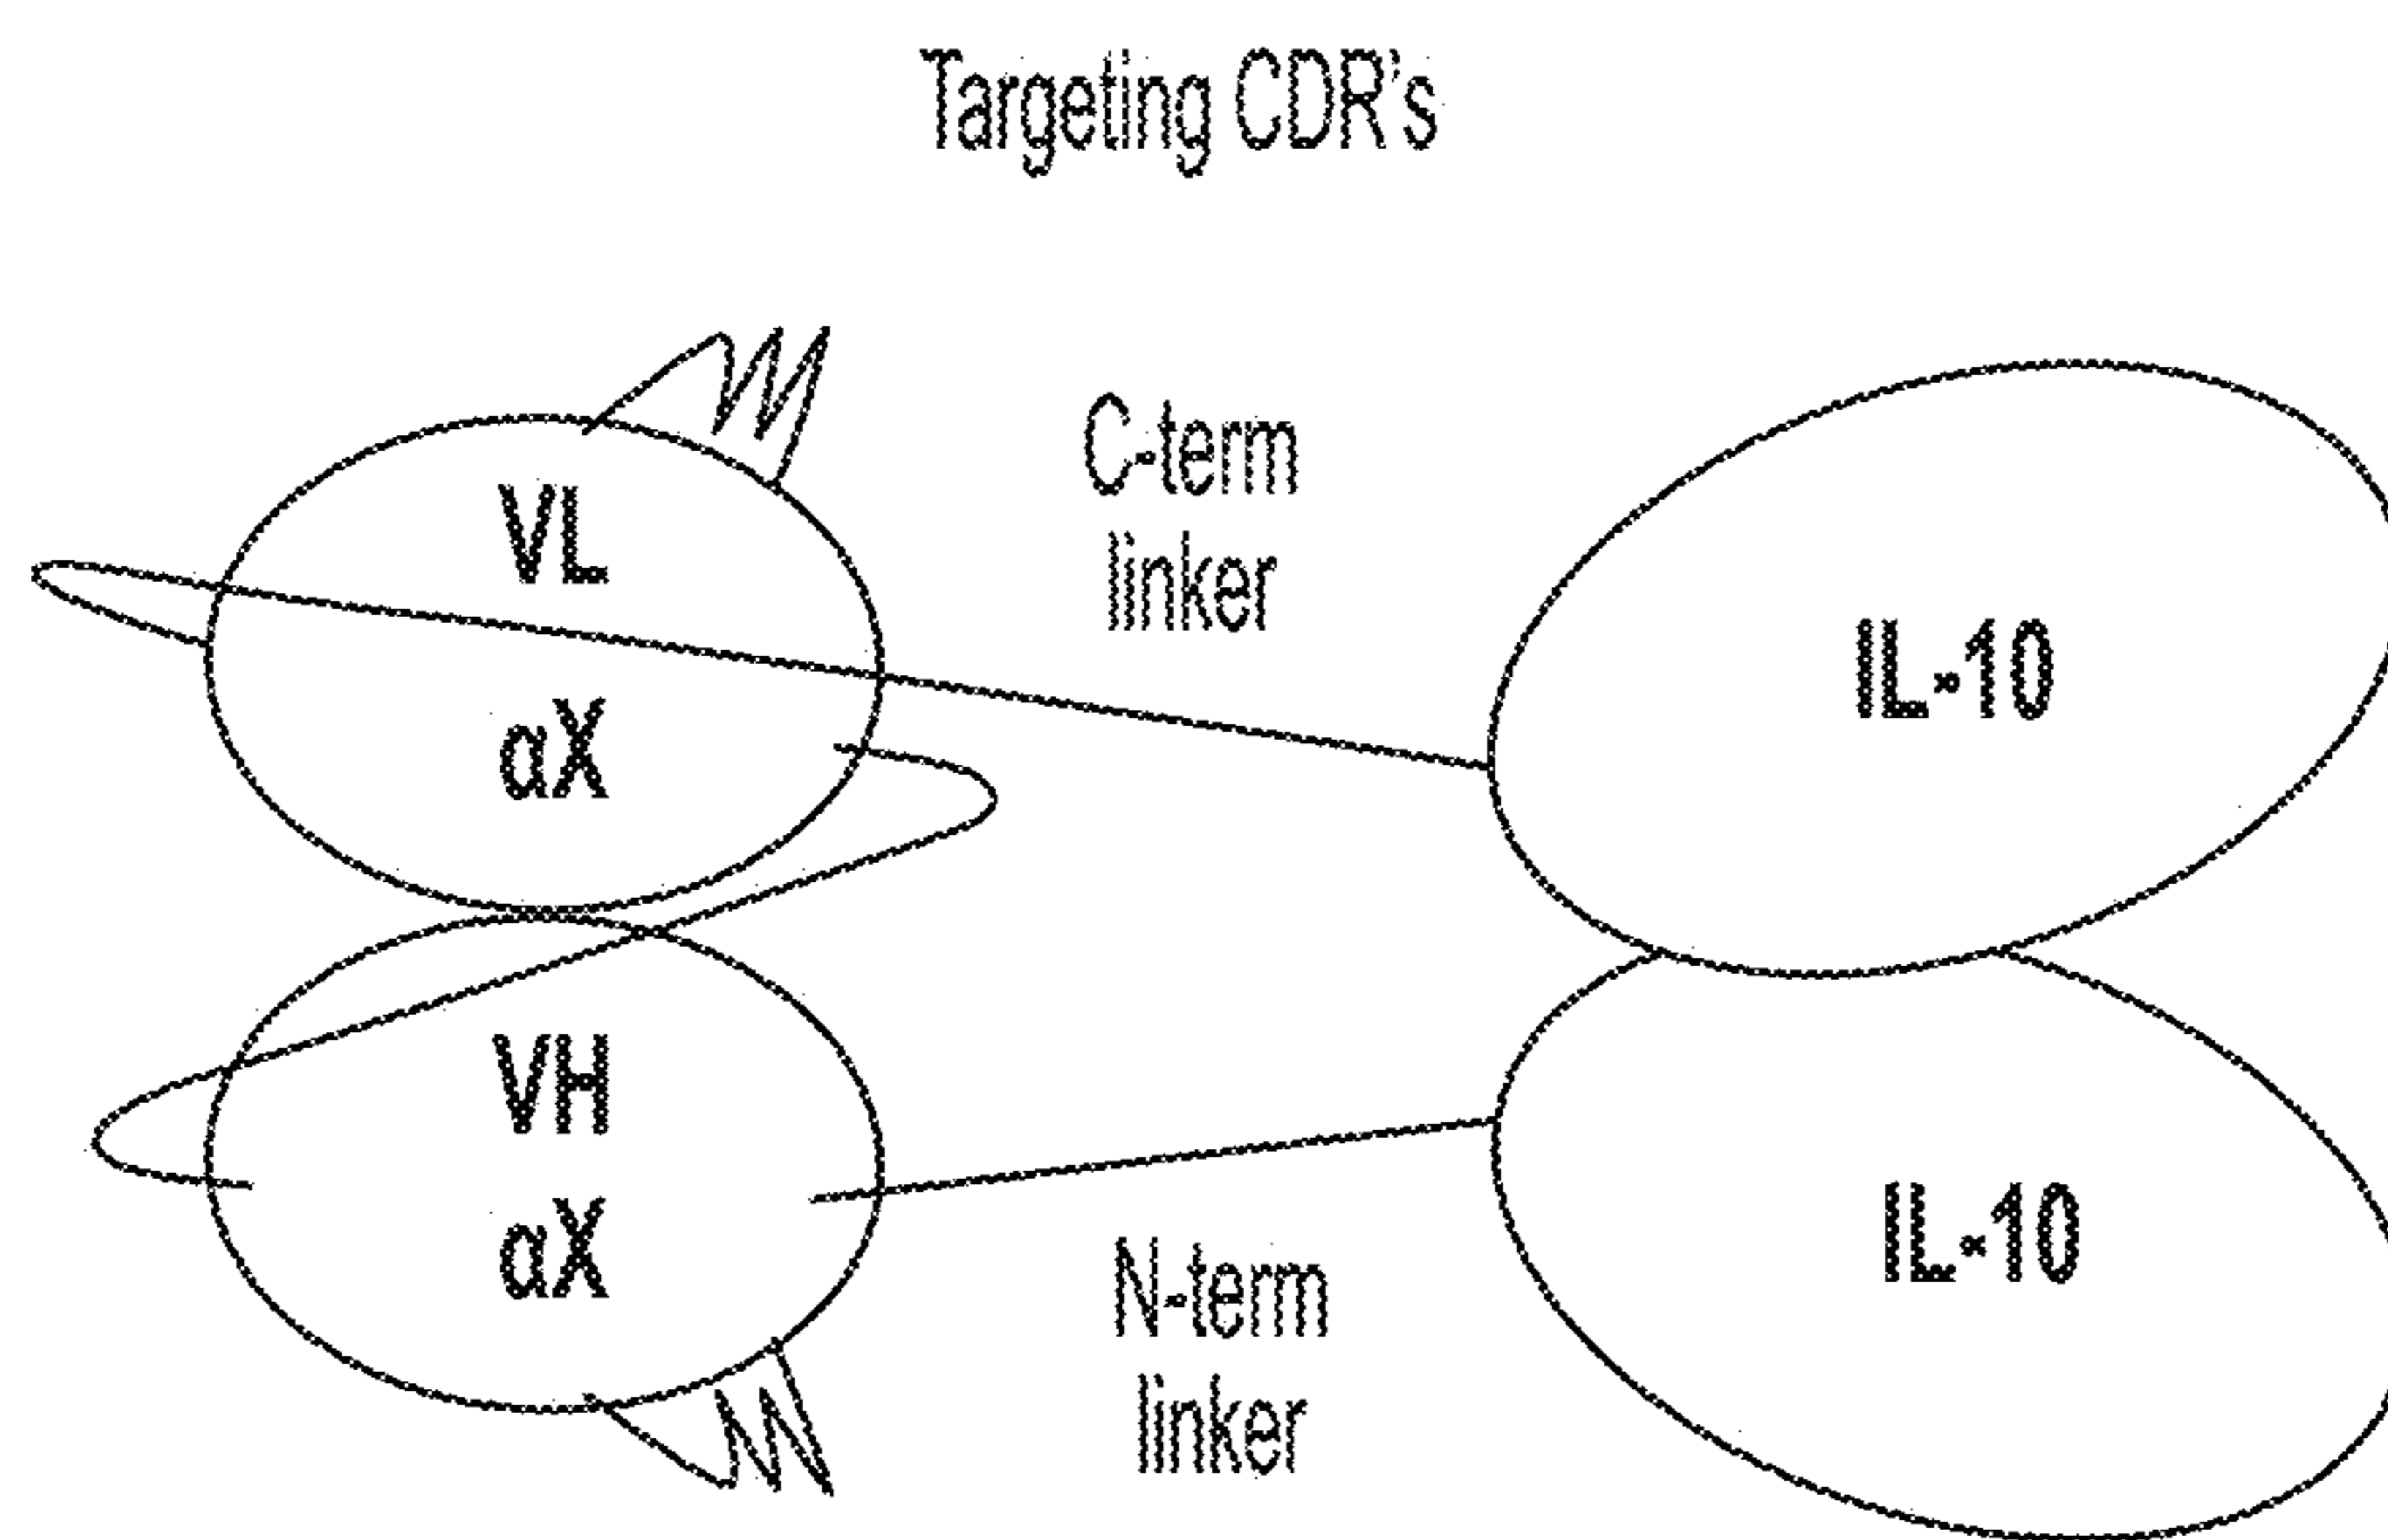 Targeting CDR's
VL
αX
C-term
linker
IL-10
VH
αX
N-term
linker
IL-10